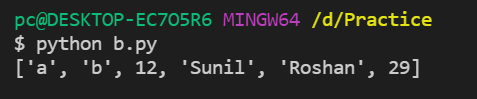 pc@DESKTOP-EC7O5R6 MINGW64 /d/Practice
$ python b.py
['a', 'b', 12, 'Sunil', 'Roshan', 29]